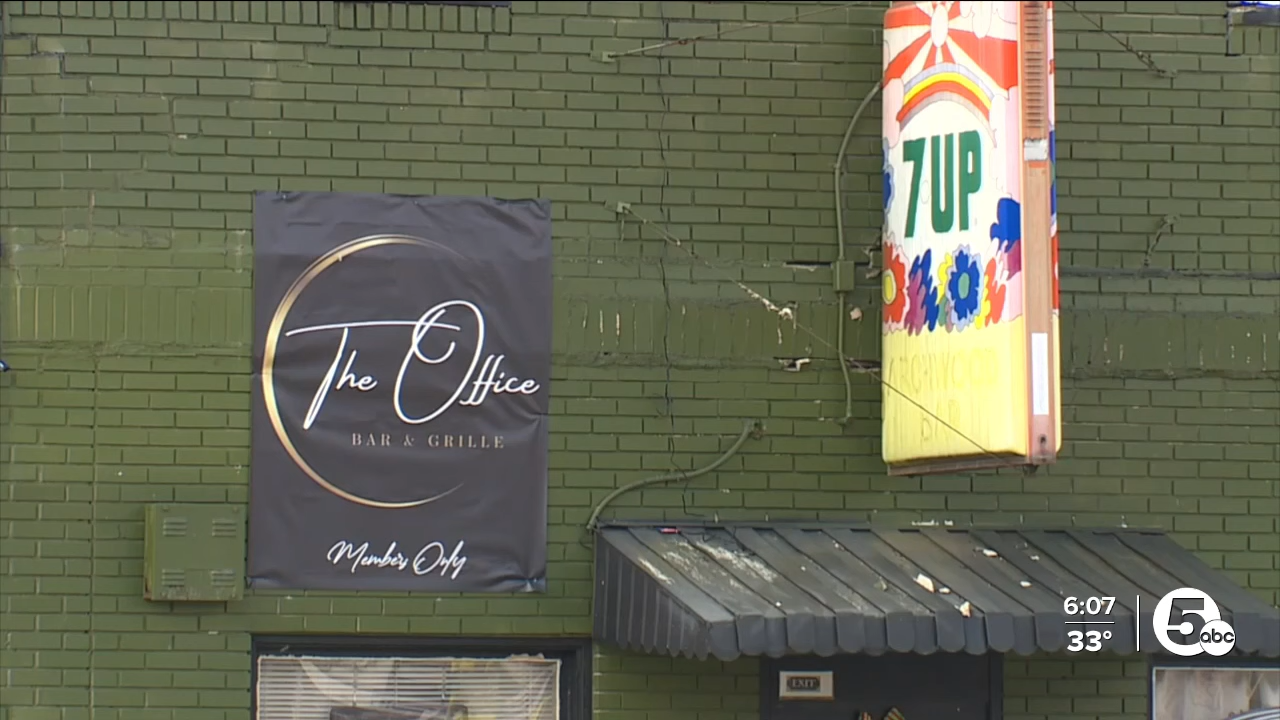 7UP
The Office
BAR & GRILLE
Members Only
EXIT
6:07
33°
5
abc